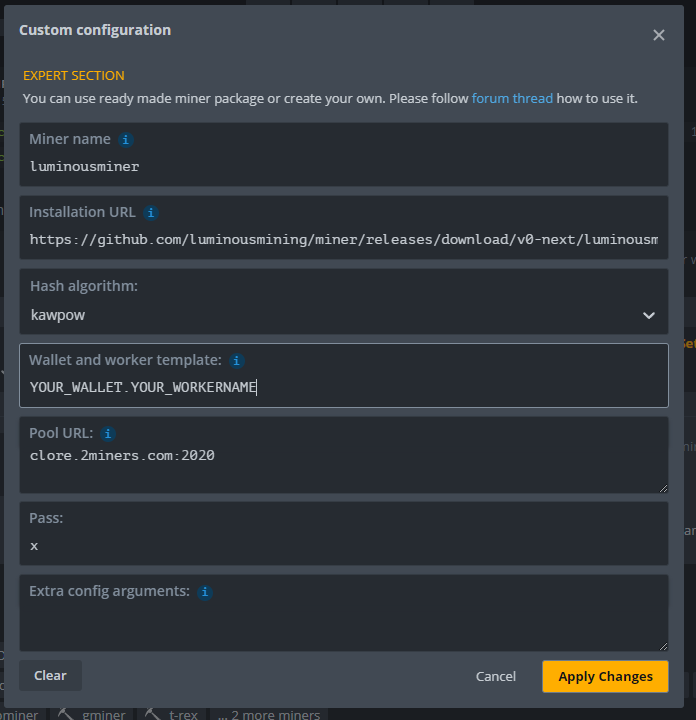 Custom configuration
EXPERT SECTION
You can use ready made miner package or create your own. Please follow forum thread how to use it.
Miner name
luminousminer
Installation URL
https://github.com/luminousmining/miner/releases/download/v0-next/luminousm
Hash algorithm:
kawpow
Wallet and worker template:
YOUR_WALLET.YOUR_WORKERNAME
Pool URL:
clore.2miners.com:2020
Pass:
x
Extra config arguments:
Clear Cancel Apply Changes
gminer t-rex ... 2 more miners